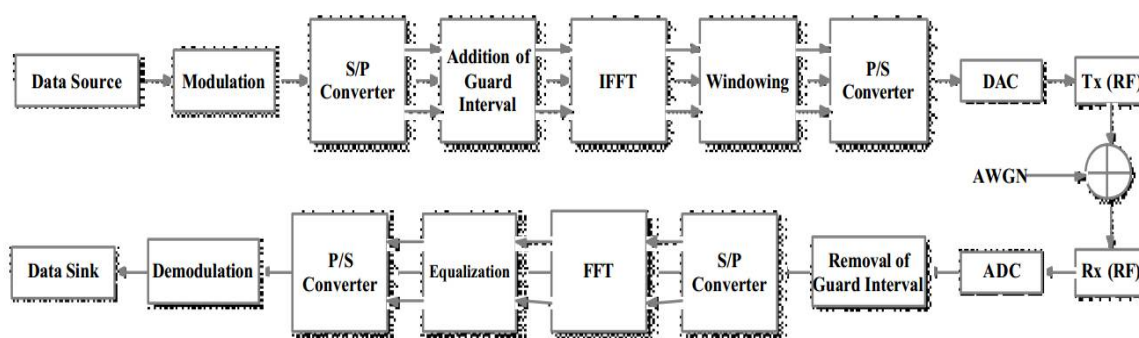 Data Source
Modulation
S/P
Converter
Addition of
Guard
Interval
IFFT
Windowing
P/S
Converter
DAC
Tx (RF)
AWGN
Data Sink
Demodulation
P/S
Converter
Equalization
FFT
S/P
Converter
Removal of
Guard Interval
ADC
Rx (RF)